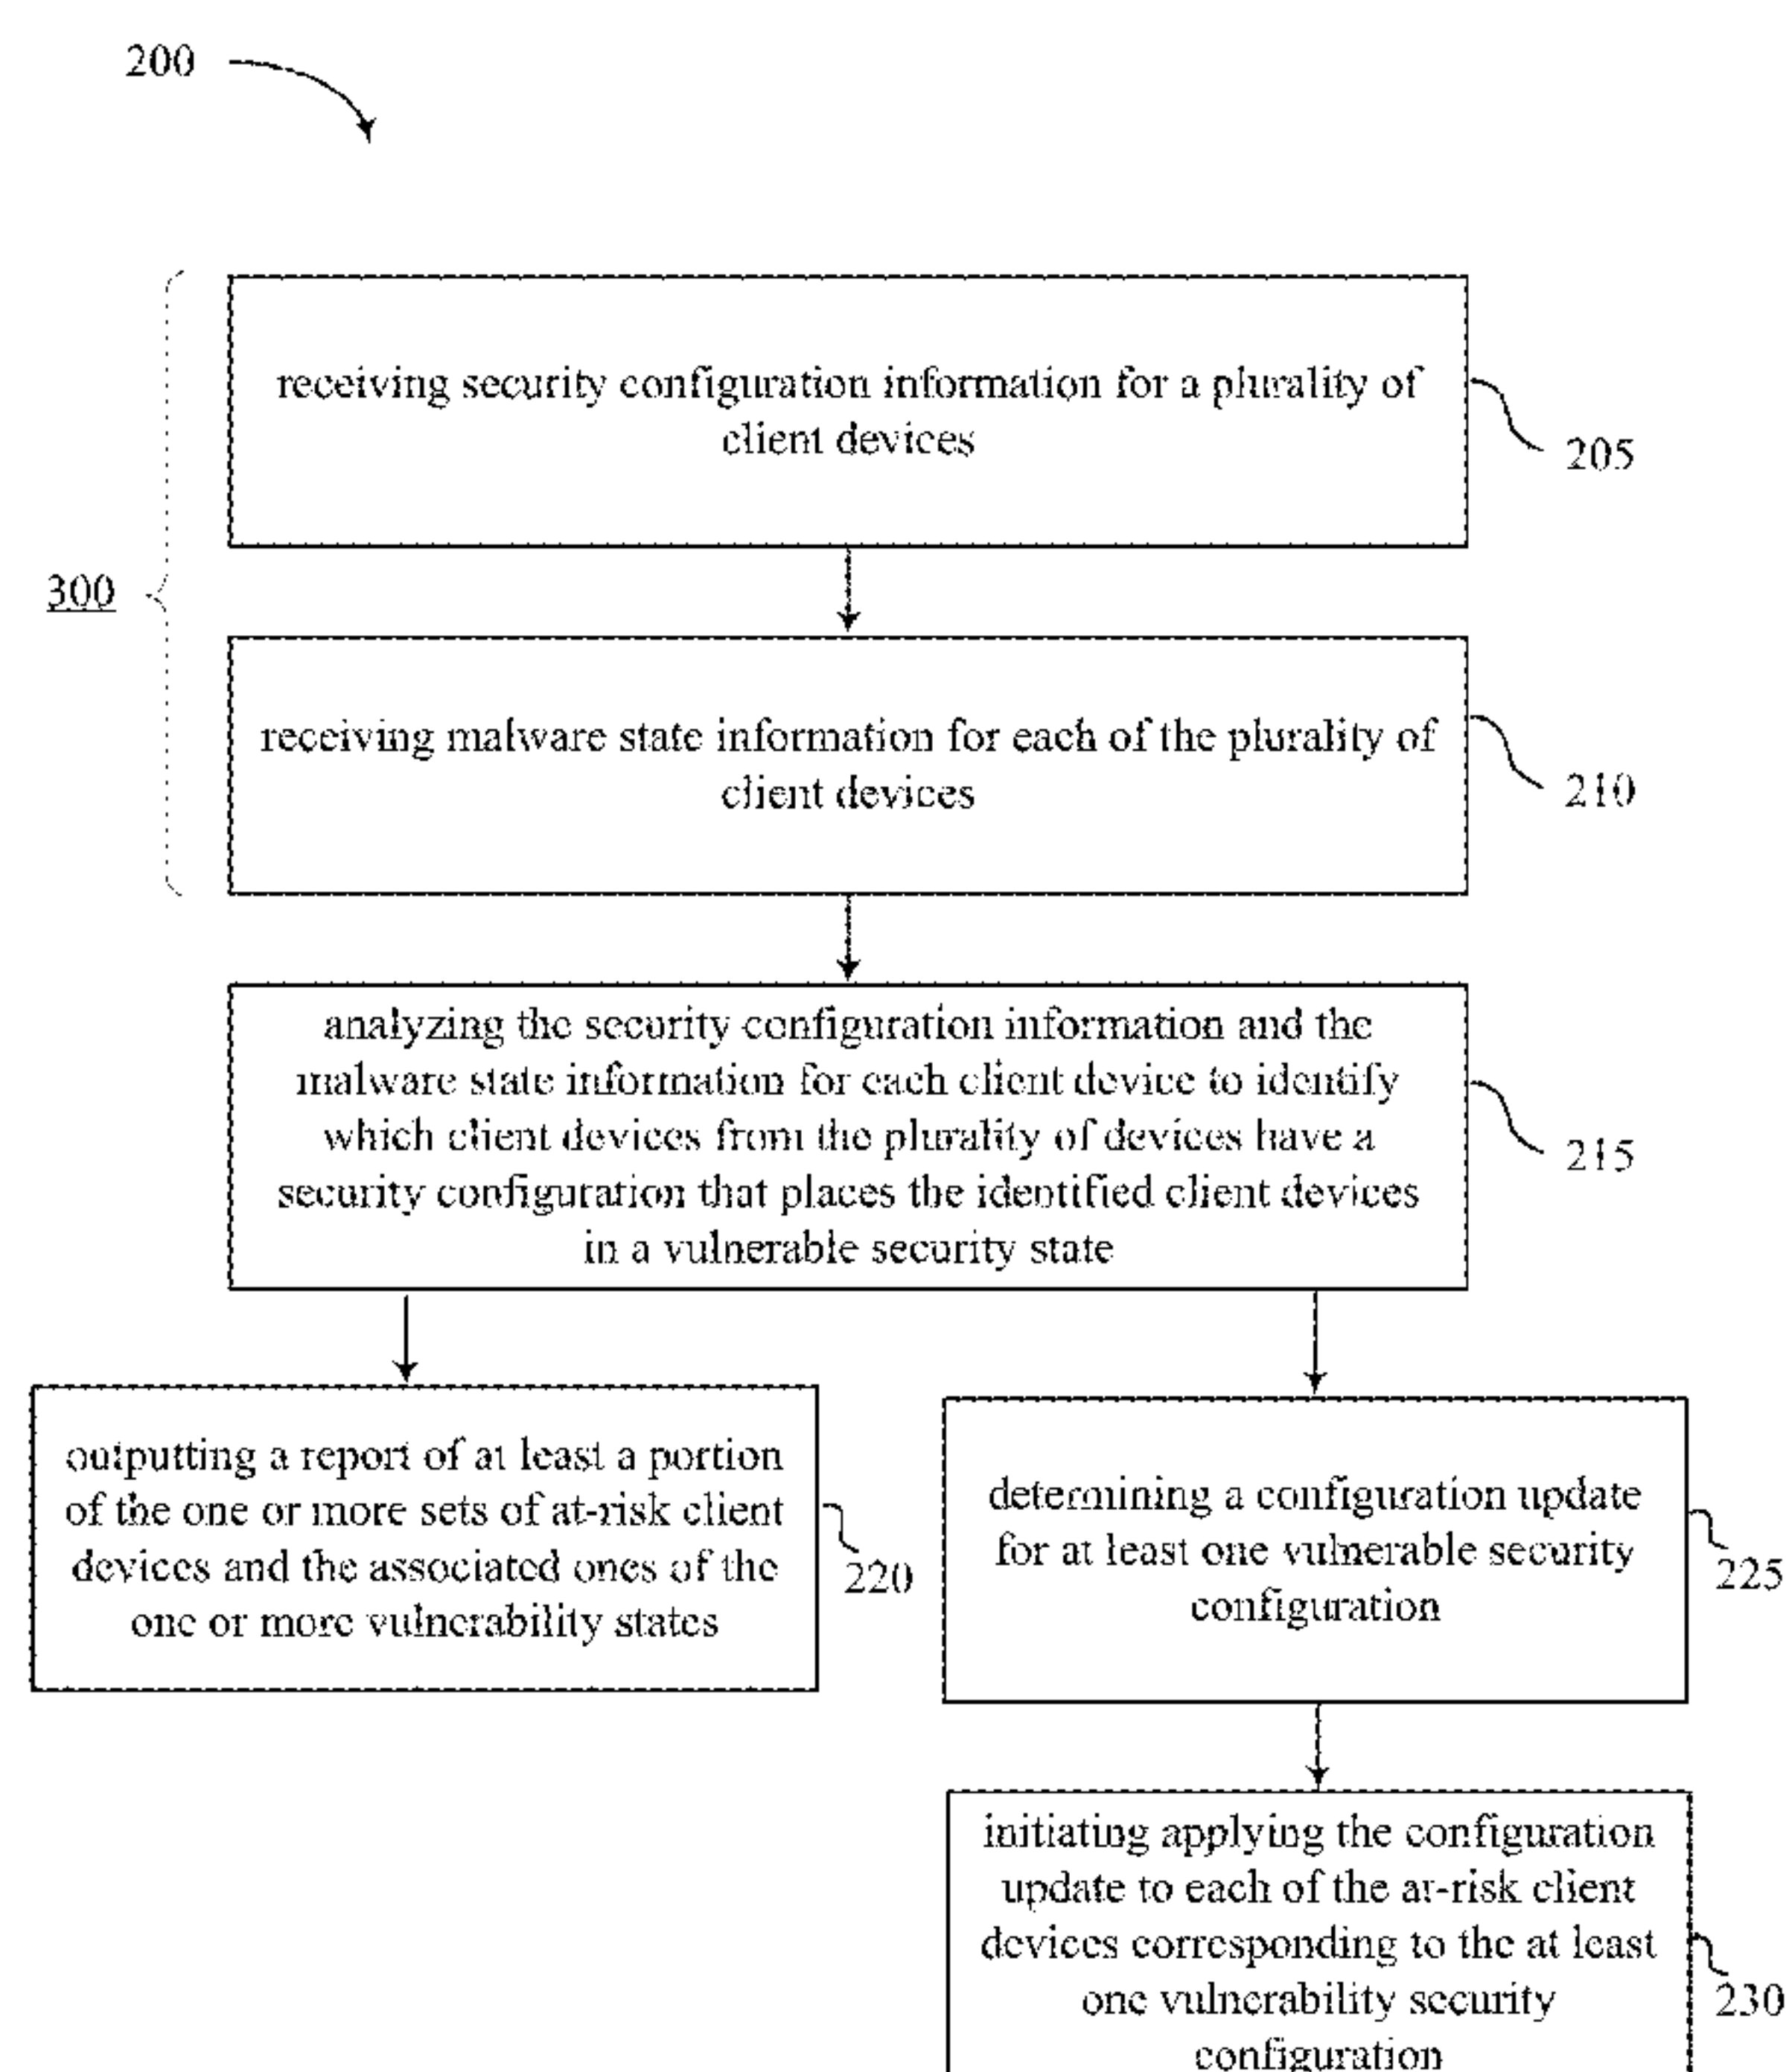 200
receiving security configuration information for a plurality of
client devices
205
300
receiving malware state information for each of the plurality of
client devices
210
analyzing the security configuration information and the
malware state information for each client device to identify
which client devices from the plurality of devices have a
security configuration that places the identified client devices
in a vulnerable security state
215
outputting a report of at least a portion
of the one or more sets of at-risk client
devices and the associated ones of the
one or more vulnerability states
220
determining a configuration update
for at least one vulnerable security
configuration
225
initiating applying the configuration
update to each of the at-risk client
devices corresponding to the at least
one vulnerability security
configuration
230